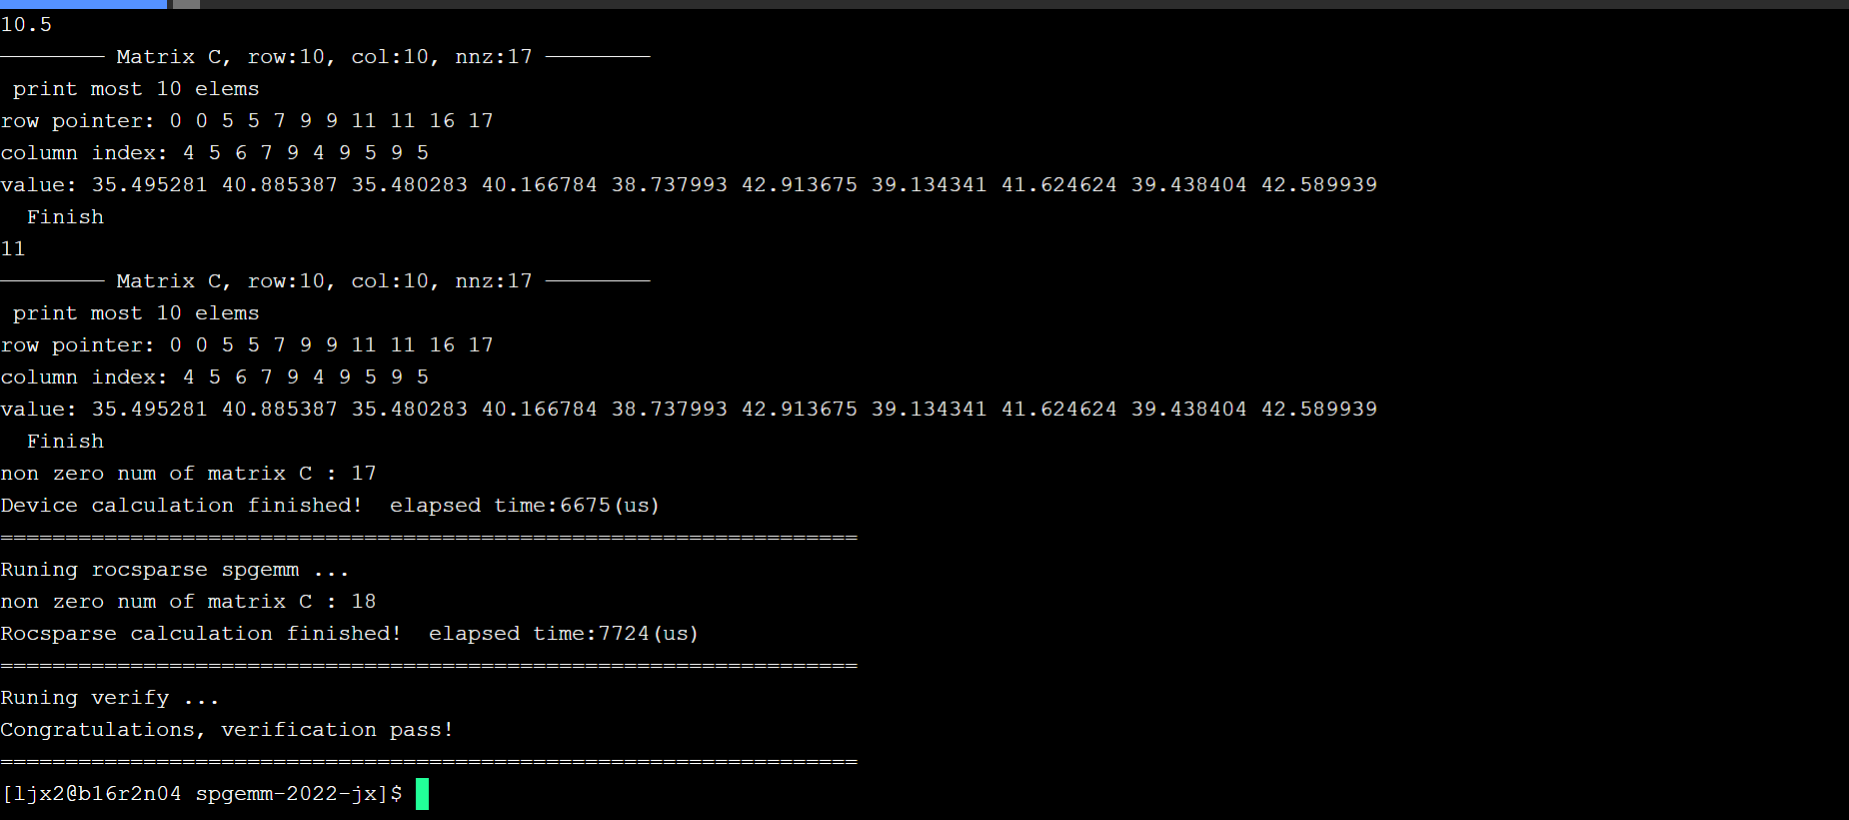 10.5
———————— Matrix C, row:10, col:10, nnz:17 ————————
 print most 10 elems
row pointer: 0 0 5 5 7 9 9 11 11 16 17
column index: 4 5 6 7 9 4 9 5 9 5
value: 35.495281 40.885387 35.480283 40.166784 38.737993 42.913675 39.134341 41.624624 39.438404 42.589939
  Finish
11
———————— Matrix C, row:10, col:10, nnz:17 ————————
 print most 10 elems
row pointer: 0 0 5 5 7 9 9 11 11 16 17
column index: 4 5 6 7 9 4 9 5 9 5
value: 35.495281 40.885387 35.480283 40.166784 38.737993 42.913675 39.134341 41.624624 39.438404 42.589939
  Finish
non zero num of matrix C : 17
Device calculation finished!  elapsed time:6675(us)
==================================================================
Runing rocsparse spgemm ...
non zero num of matrix C : 18
Rocsparse calculation finished!  elapsed time:7724(us)
==================================================================
Runing verify ...
Congratulations, verification pass!
==================================================================
[ljx2@b16r2n04 spgemm-2022-jx]$